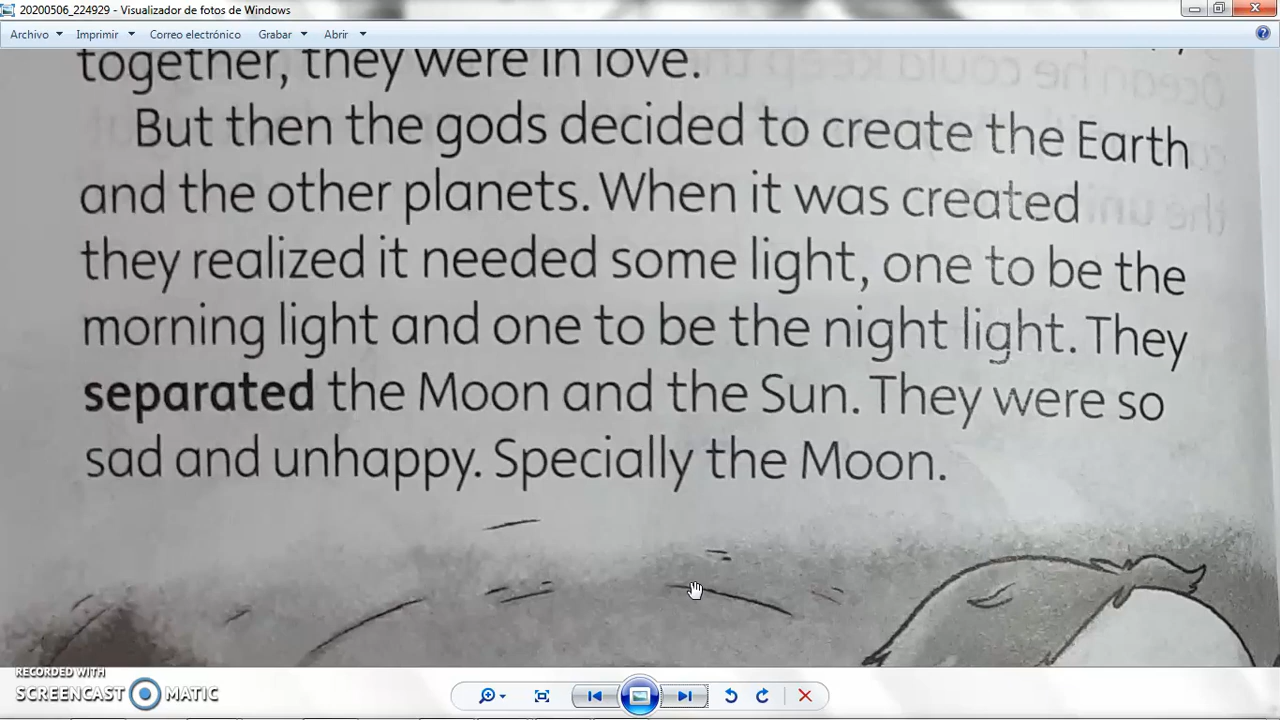 20200506_224929 - Visualizador de fotos de Windows
Archivo Imprimir Correo electrónico Grabar Abrir
together, they were in love.
But then the gods decided to create the Earth
and the other planets. When it was created
they realized it needed some light, one to be the
morning light and one to be the night light. They
separated the Moon and the Sun. They were so
sad and unhappy. Specially the Moon.
RECORDED WITH
SCREENCAST MATIC